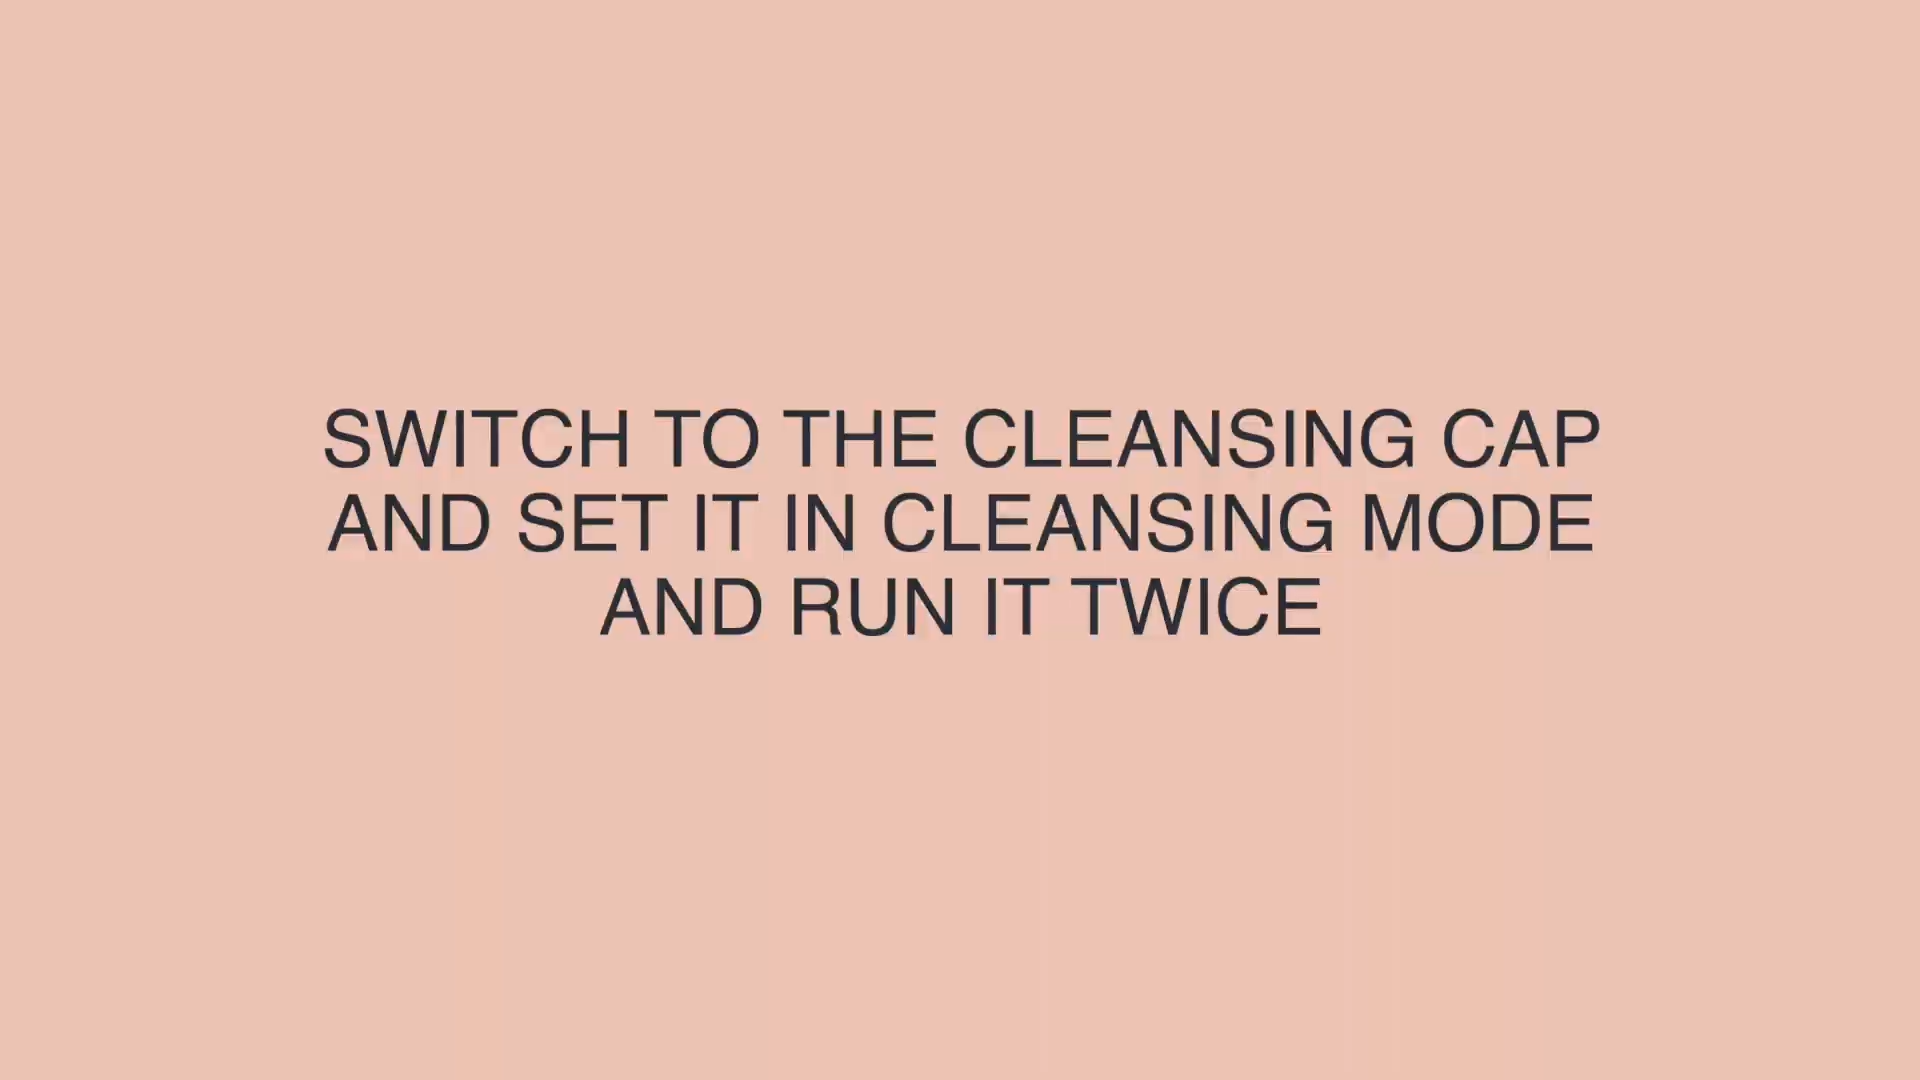 SWITCH TO THE CLEANSING CAP
AND SET IT IN CLEANSING MODE
AND RUN IT TWICE